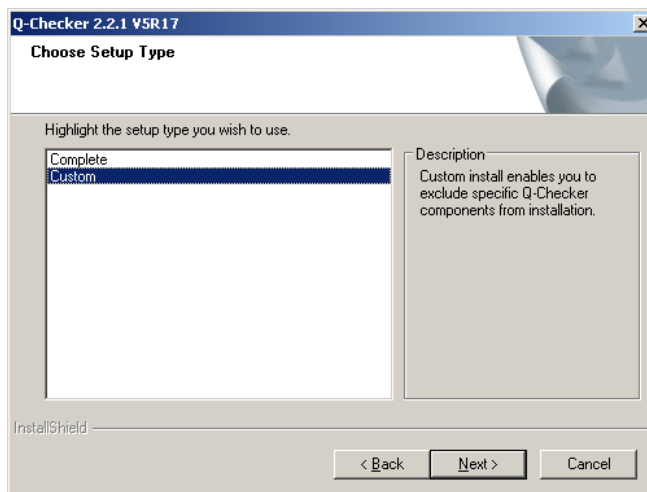 Q-Checker 2.2.1 V5R17
Choose Setup Type
Highlight the setup type you wish to use.
Complete
Custom
Description
Custom install enables you to
exclude specific Q-Checker
components from installation.
InstallShield
< Back
Next >
Cancel